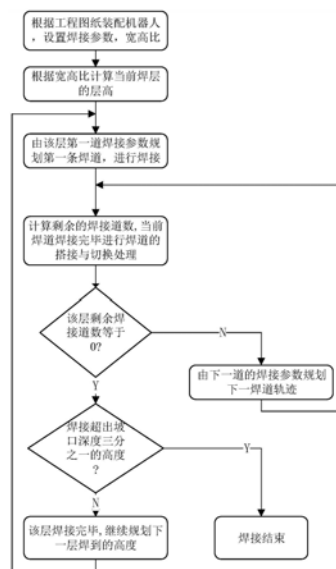 根据工程图纸装配机器人
，设置焊接参数，宽高比
根据宽高比计算当前焊层
的层高
由该层第一道焊接参数规
划第一条焊道，进行焊接
计算剩余的焊接道数,当前
焊道焊接完毕进行焊道的
搭接与切换处理
该层剩余焊
接道数等于
0?
N
由下一道的焊接参数规划
下一焊道轨迹
Y
焊接超出坡
口深度三分
之一的高度
?
Y
N
该层焊接完毕,继续规划下
一层焊到的高度
焊接结束